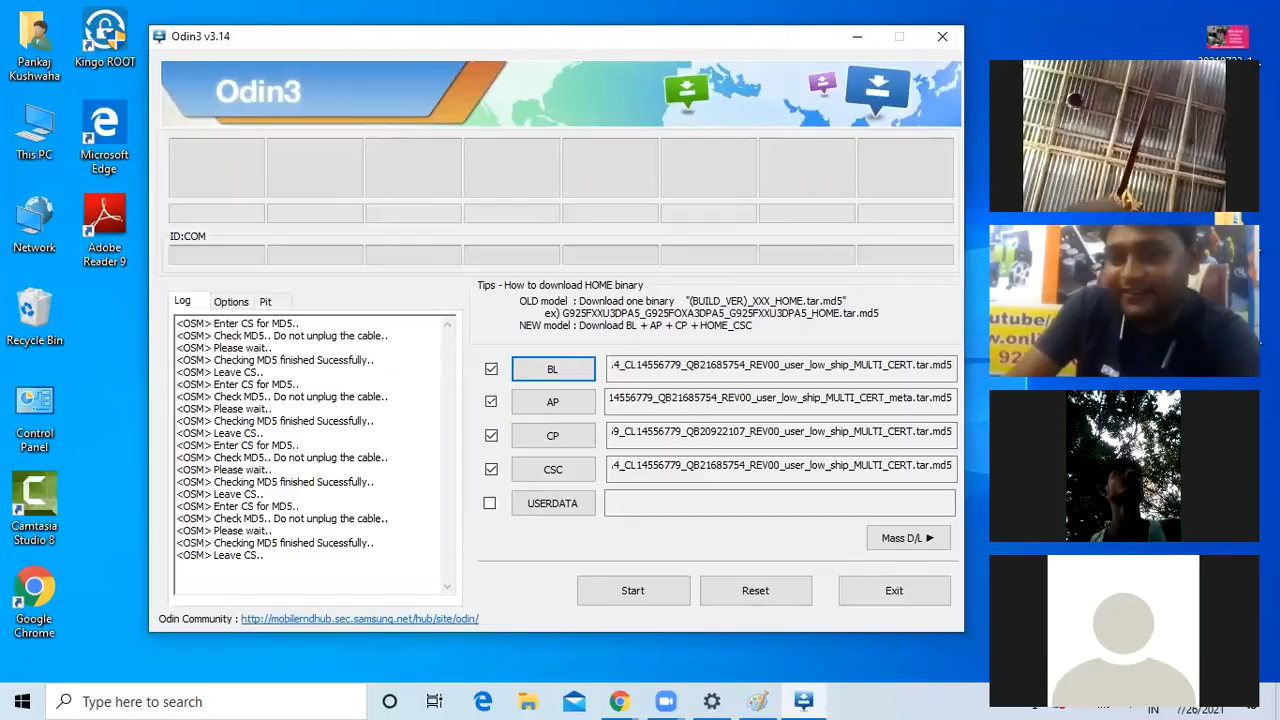 Pankaj
Kushwaha
Kingo ROOT
This PC
Microsoft
Edge
Network
Adobe
Reader 9
Recycle Bin
Control
Panel
Camtasia
Studio 8
Google
Chrome
Odin3 v3.14
Odin3
ID:COM
Log
Options
Pit
<OSM> Enter CS for MD5..
<OSM> Check MD5.. Do not unplug the cable..
<OSM> Please wait..
<OSM> Checking MD5 finished Sucessfully..
<OSM> Leave CS..
<OSM> Enter CS for MD5..
<OSM> Check MD5.. Do not unplug the cable..
<OSM> Please wait..
<OSM> Checking MD5 finished Sucessfully..
<OSM> Leave CS..
<OSM> Enter CS for MD5..
<OSM> Check MD5.. Do not unplug the cable..
<OSM> Please wait..
<OSM> Checking MD5 finished Sucessfully..
<OSM> Leave CS..
<OSM> Enter CS for MD5..
<OSM> Check MD5.. Do not unplug the cable..
<OSM> Please wait..
<OSM> Checking MD5 finished Sucessfully..
<OSM> Leave CS..
Tips - How to download HOME binary
OLD model : Download one binary "(BUILD_VER)_XXX_HOME.tar.md5"
ex) G925FXXU3DPA5_G925FOXA3DPA5_G925FXXU3DPA5_HOME.tar.md5
NEW model : Download BL + AP + CP + HOME_CSC
BL .4_CL14556779_QB21685754_REV00_user_low_ship_MULTI_CERT.tar.md5
AP 14556779_QB21685754_REV00_user_low_ship_MULTI_CERT_meta.tar.md5
CP .9_CL14556779_QB20922107_REV00_user_low_ship_MULTI_CERT.tar.md5
CSC .4_CL14556779_QB21685754_REV00_user_low_ship_MULTI_CERT.tar.md5
USERDATA
Mass D/L ►
Start
Reset
Exit
Odin Community : http://mobilerndhub.sec.samsung.net/hub/site/odin/
Type here to search
IN
7/26/2021